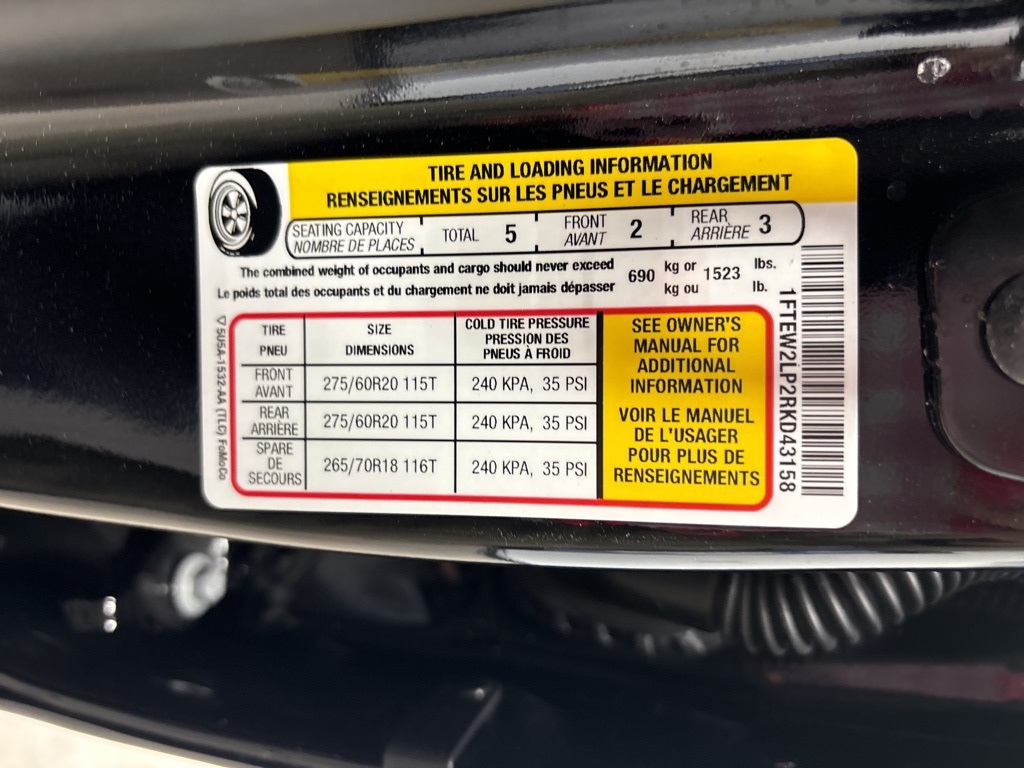 TIRE AND LOADING INFORMATION
RENSEIGNEMENTS SUR LES PNEUS ET LE CHARGEMENT
SEATING CAPACITY
NOMBRE DE PLACES
TOTAL 5
FRONT
AVANT
2
REAR
ARRIÈRE
3
The combined weight of occupants and cargo should never exceed
Le poids total des occupants et du chargement ne doit jamais dépasser
690
kg or
kg ou
1523
lbs.
lb.
TIRE
PNEU
SIZE
DIMENSIONS
COLD TIRE PRESSURE
PRESSION DES
PNEUS À FROID
FRONT
AVANT
275/60R20 115T
240 KPA, 35 PSI
REAR
ARRIÈRE
275/60R20 115T
240 KPA, 35 PSI
SPARE
DE
SECOURS
265/70R18 116T
240 KPA, 35 PSI
SEE OWNER'S
MANUAL FOR
ADDITIONAL
INFORMATION
VOIR LE MANUEL
DE L'USAGER
POUR PLUS DE
RENSEIGNEMENTS
1FTEW2LP2RKD43158
5U5A-1532-AA (TLC) FoMoCo